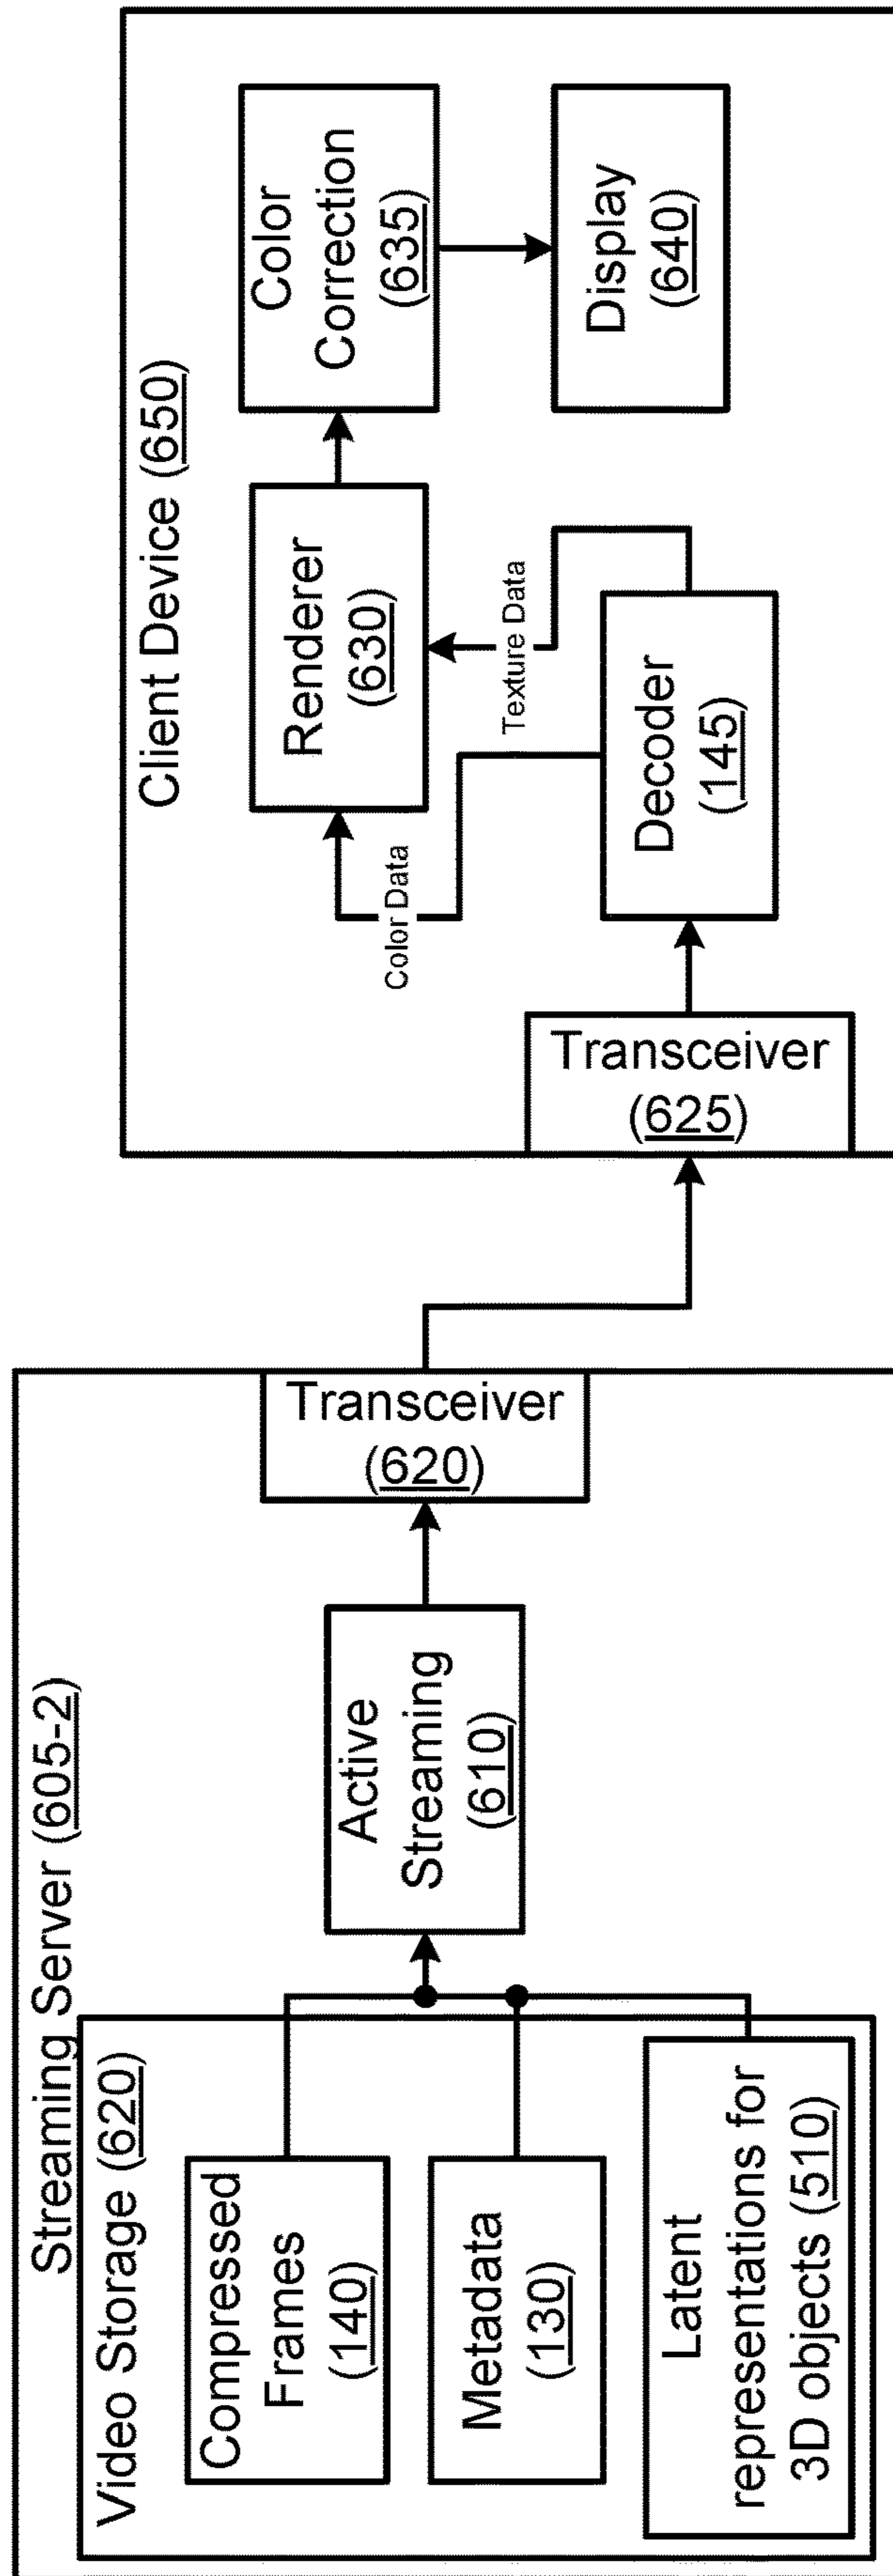 Streaming Server (605-2)
Video Storage (620)
Compressed
Frames
(140)
Metadata
(130)
Latent
representations for
3D objects (510)
Active
Streaming
(610)
Transceiver
(620)
Client Device (650)
Transceiver
(625)
Decoder
(145)
Color Data
Texture Data
Renderer
(630)
Color
Correction
(635)
Display
(640)